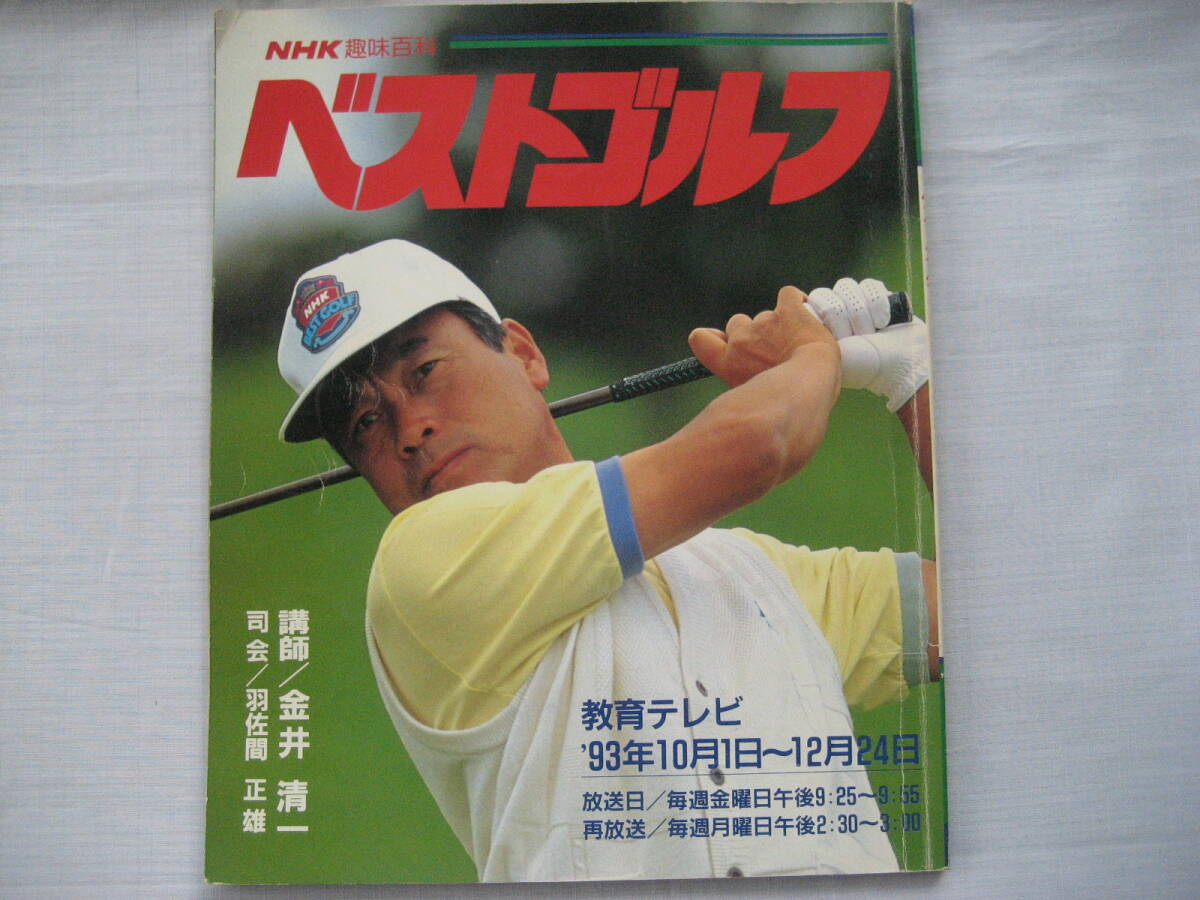 NHK 趣味百科
ベストゴルフ
NHK
BEST GOLF
講師/金井 清一
司会/羽佐間 正雄
教育テレビ
'93年10月1日〜12月24日
放送日/毎週金曜日午後9:25〜9:55
再放送/毎週月曜日午後2:30〜3:00